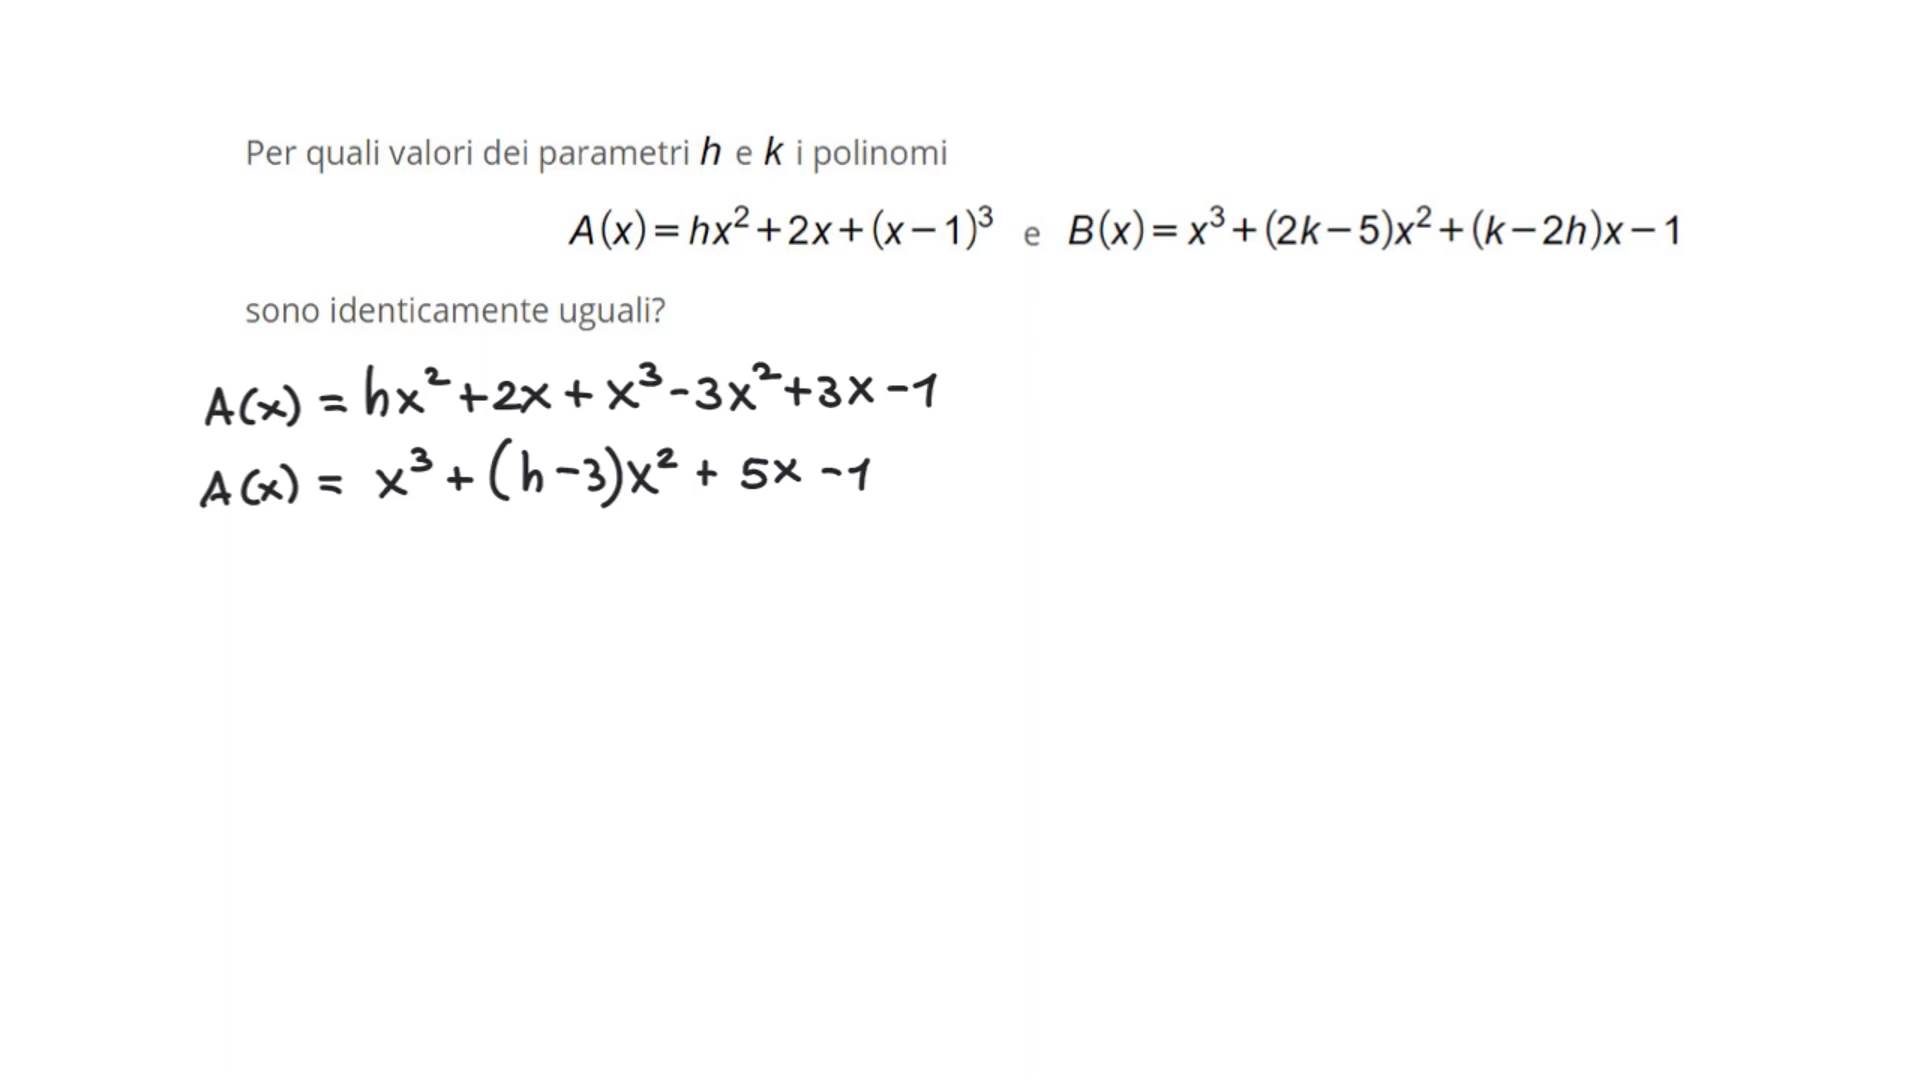 Per quali valori dei parametri h e k i polinomi
A(x)=hx²+2x+(x−1)³ e B(x)=x³+(2k−5)x²+(k−2h)x−1
sono identicamente uguali?
A(x) = hx²+2x+x³-3x²+3x-1
A(x) = x³+(h-3)x²+5x-1